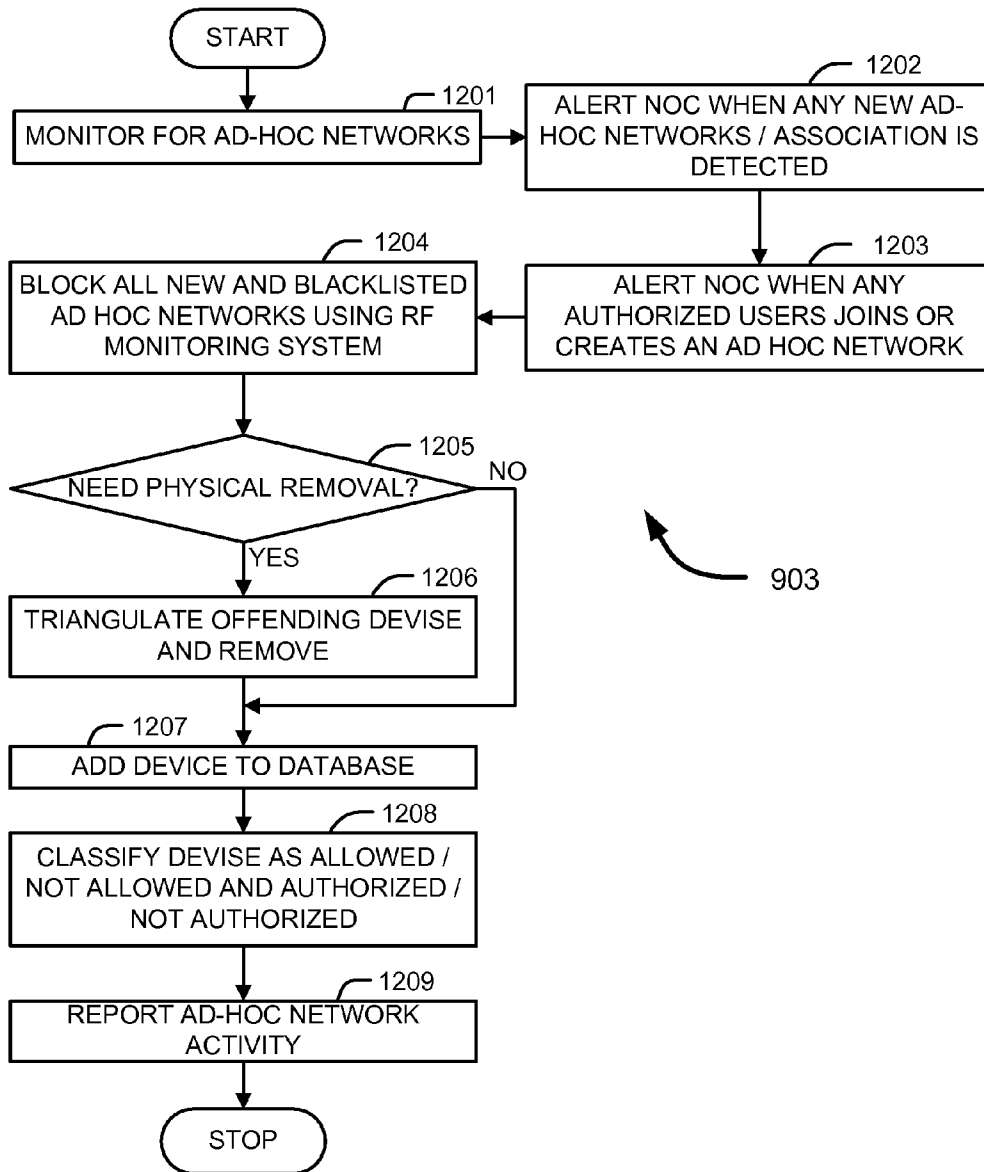 START
1201
MONITOR FOR AD-HOC NETWORKS
1202
ALERT NOC WHEN ANY NEW AD-
HOC NETWORKS / ASSOCIATION IS
DETECTED
1203
ALERT NOC WHEN ANY
AUTHORIZED USERS JOINS OR
CREATES AN AD HOC NETWORK
1204
BLOCK ALL NEW AND BLACKLISTED
AD HOC NETWORKS USING RF
MONITORING SYSTEM
1205
NEED PHYSICAL REMOVAL?
NO
YES
903
1206
TRIANGULATE OFFENDING DEVISE
AND REMOVE
1207
ADD DEVICE TO DATABASE
1208
CLASSIFY DEVISE AS ALLOWED /
NOT ALLOWED AND AUTHORIZED /
NOT AUTHORIZED
1209
REPORT AD-HOC NETWORK
ACTIVITY
STOP